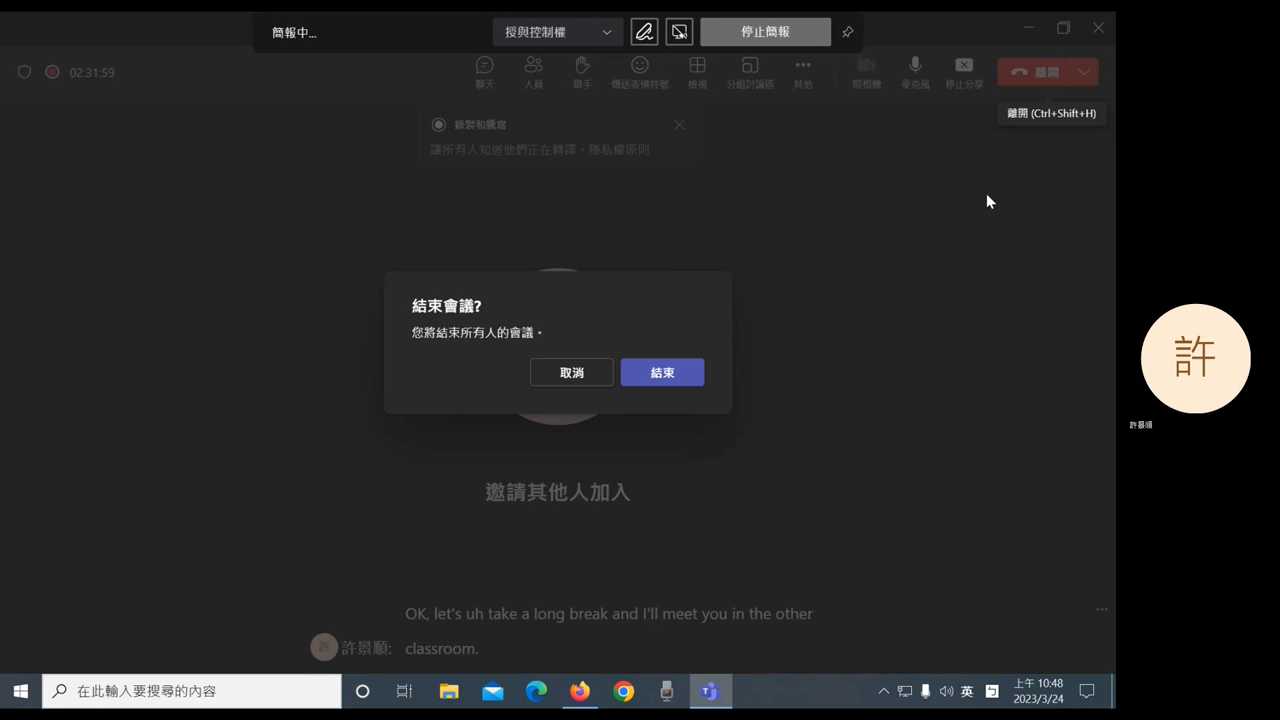 簡報中...
授與控制權
停止簡報
02:31:59
聊天
人員
舉手
傳送表情符號
檢視
分組討論區
其他
照相機
麥克風
停止分享
離開
離開 (Ctrl+Shift+H)
錄製和騰寫
讓所有人知道他們正在轉譯。隱私權原則
結束會議?
您將結束所有人的會議。
取消
結束
許
許景順
邀請其他人加入
OK, let's uh take a long break and I'll meet you in the other
許 許景順: classroom.
在此輸入要搜尋的內容
英
上午 10:48
2023/3/24